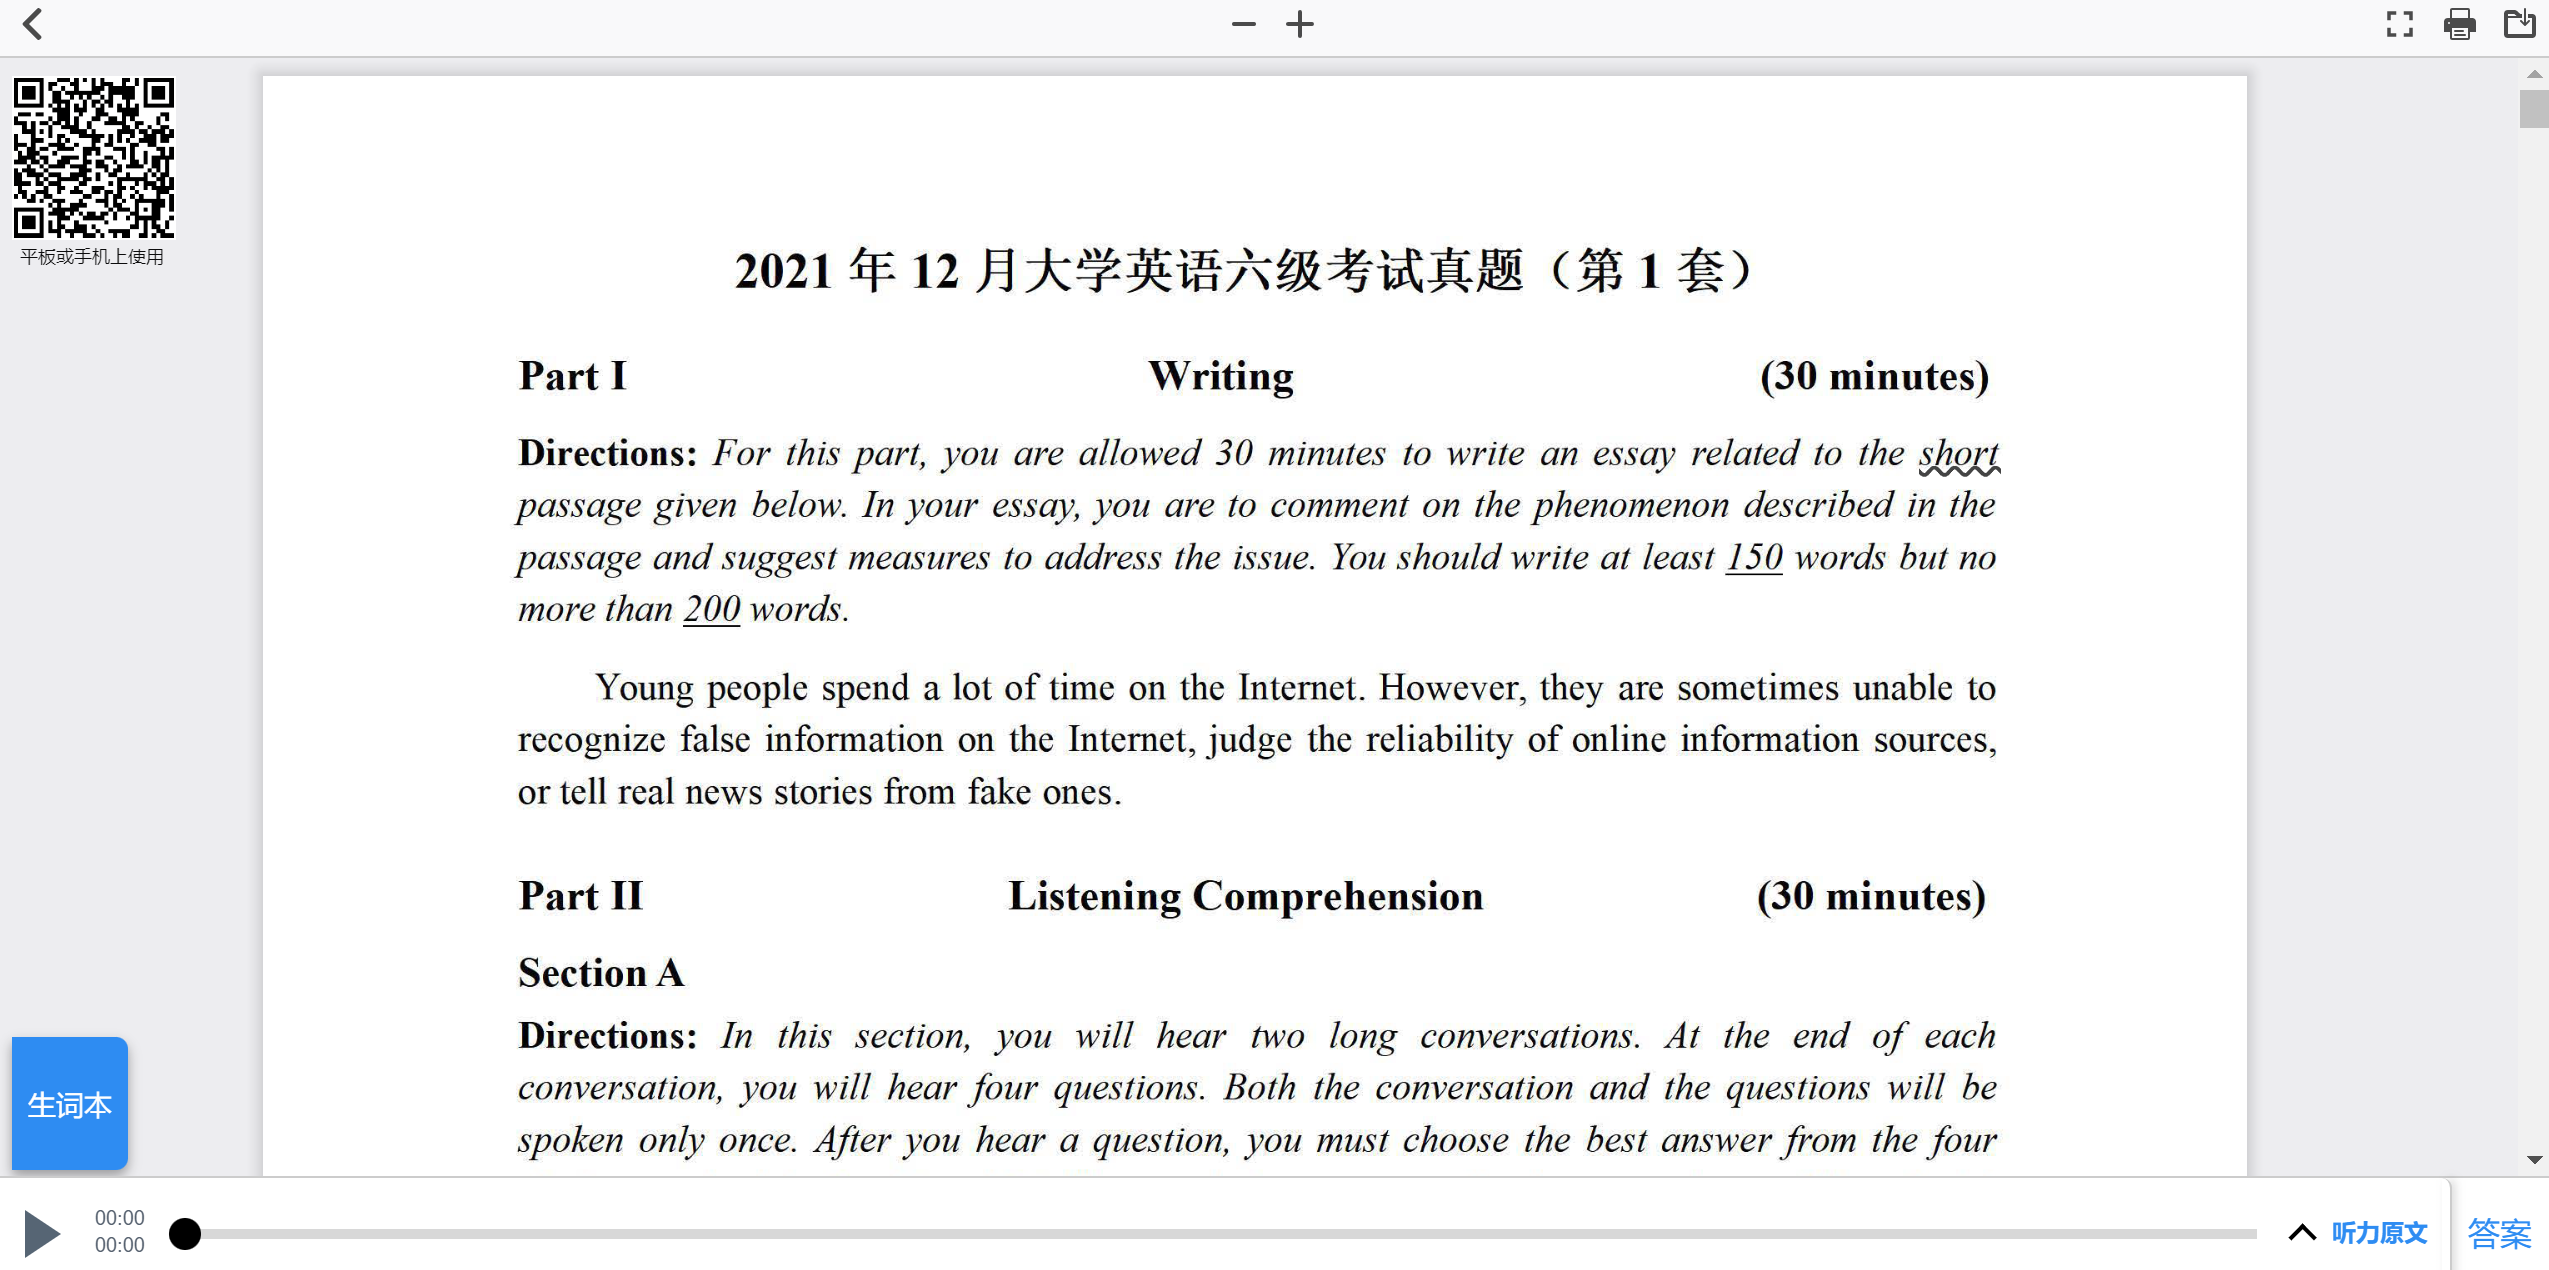 平板或手机上使用
2021 年 12 月大学英语六级考试真题（第 1 套）
Part I Writing (30 minutes)
Directions: For this part, you are allowed 30 minutes to write an essay related to the short
passage given below. In your essay, you are to comment on the phenomenon described in the
passage and suggest measures to address the issue. You should write at least 150 words but no
more than 200 words.
Young people spend a lot of time on the Internet. However, they are sometimes unable to
recognize false information on the Internet, judge the reliability of online information sources,
or tell real news stories from fake ones.
Part II Listening Comprehension (30 minutes)
Section A
Directions: In this section, you will hear two long conversations. At the end of each
conversation, you will hear four questions. Both the conversation and the questions will be
spoken only once. After you hear a question, you must choose the best answer from the four
生词本
00:00
00:00
听力原文
答案